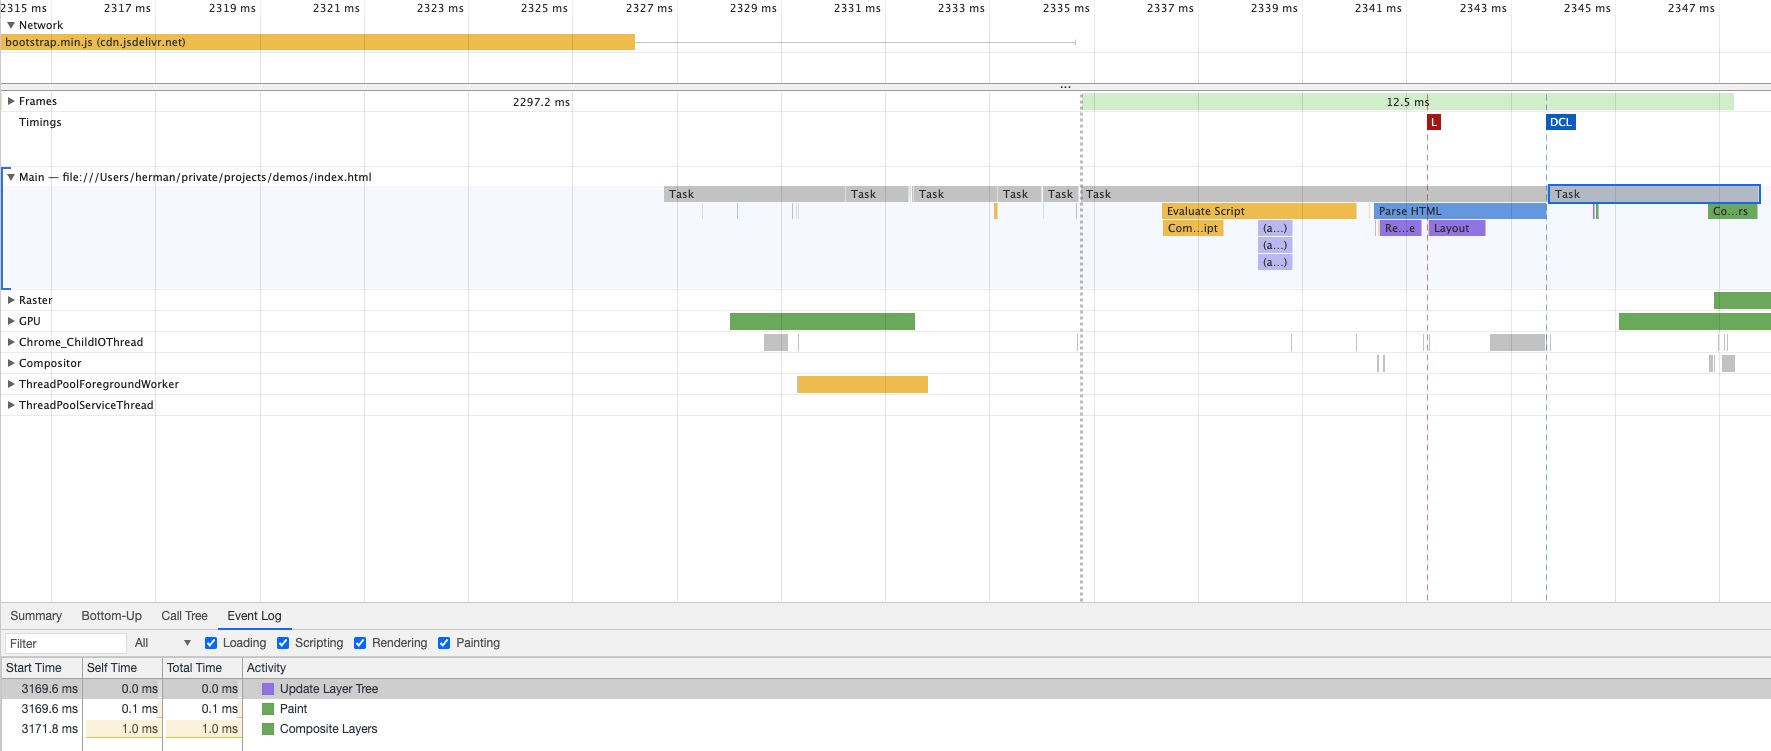 2315 ms 2317 ms 2319 ms 2321 ms 2323 ms 2325 ms 2327 ms 2329 ms 2331 ms 2333 ms 2335 ms 2337 ms 2339 ms 2341 ms 2343 ms 2345 ms 2347 ms
Network
bootstrap.min.js (cdn.jsdelivr.net)
...
Frames 2297.2 ms 12.5 ms
Timings L DCL
Main — file:///Users/herman/private/projects/demos/index.html
Task Task Task Task Task Task Task
Evaluate Script Parse HTML Co...rs
Com...ipt (a...) Re...e Layout
(a...)
(a...)
Raster
GPU
Chrome_ChildIOThread
Compositor
ThreadPoolForegroundWorker
ThreadPoolServiceThread
Summary Bottom-Up Call Tree Event Log
Filter All Loading Scripting Rendering Painting
Start Time Self Time Total Time Activity
3169.6 ms 0.0 ms 0.0 ms Update Layer Tree
3169.6 ms 0.1 ms 0.1 ms Paint
3171.8 ms 1.0 ms 1.0 ms Composite Layers